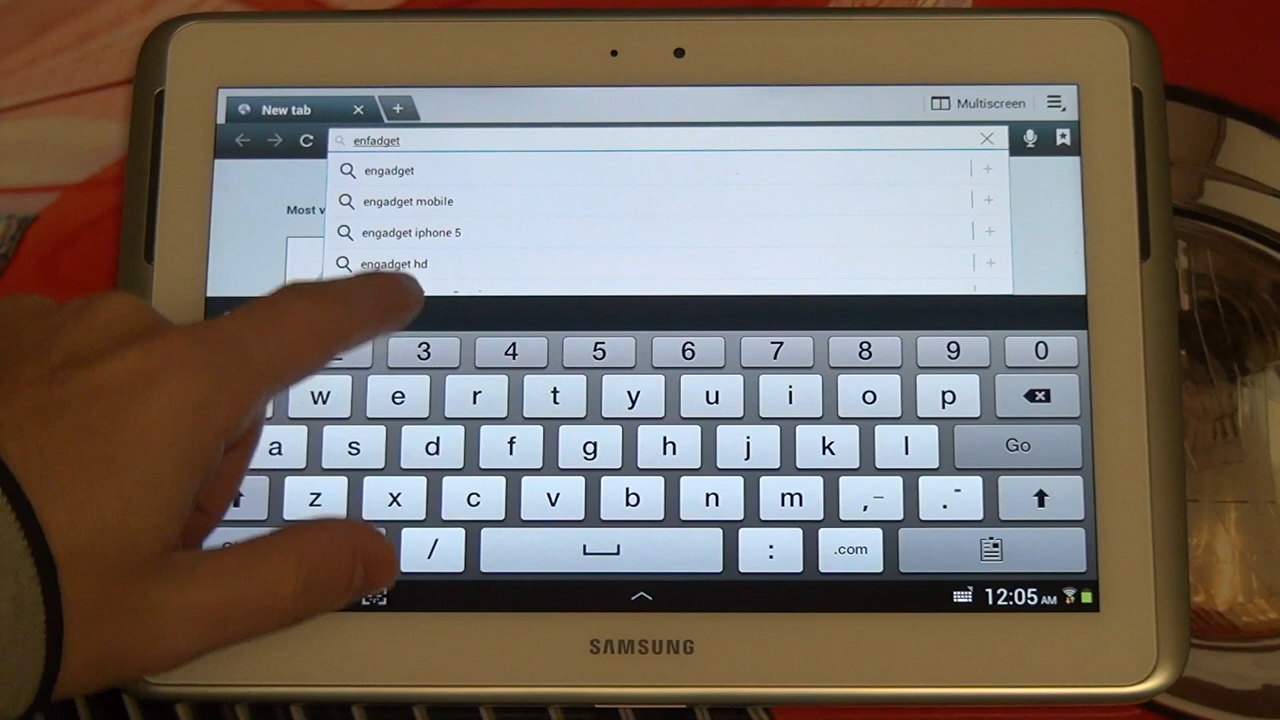 New tab
Multiscreen
enfadget
engadget
Most v
engadget mobile
engadget iphone 5
engadget hd
3 4 5 6 7 8 9 0
w e r t y u i o p
a s d f g h j k l Go
z x c v b n m ,- .-
/ : .com
12:05 AM
SAMSUNG